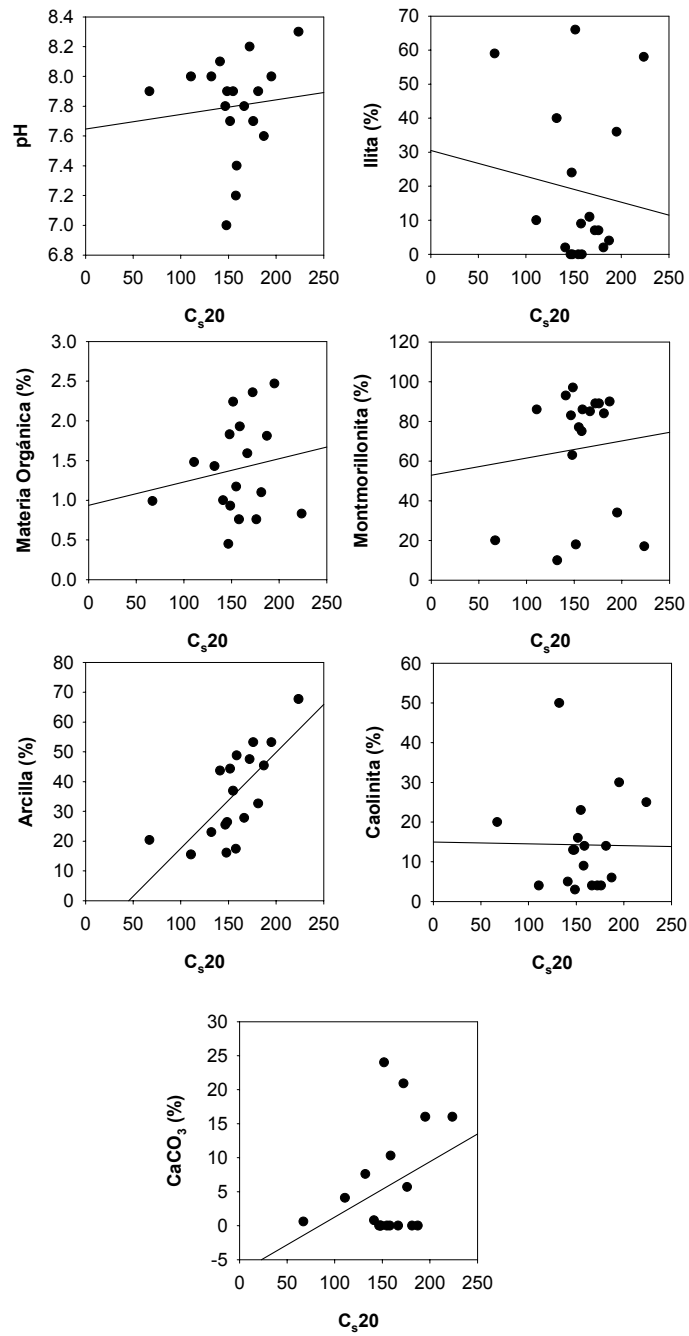 8.4
8.2
8.0
7.8
7.6
7.4
7.2
7.0
6.8
pH
0 50 100 150 200 250
Cs20
70
60
50
40
30
20
10
0
Ilita (%)
0 50 100 150 200 250
Cs20
3.0
2.5
2.0
1.5
1.0
0.5
0.0
Materia Orgánica (%)
0 50 100 150 200 250
Cs20
120
100
80
60
40
20
0
Montmorillonita (%)
0 50 100 150 200 250
Cs20
80
70
60
50
40
30
20
10
0
Arcilla (%)
0 50 100 150 200 250
Cs20
60
50
40
30
20
10
0
Caolinita (%)
0 50 100 150 200 250
Cs20
30
25
20
15
10
5
0
-5
CaCO3 (%)
0 50 100 150 200 250
Cs20